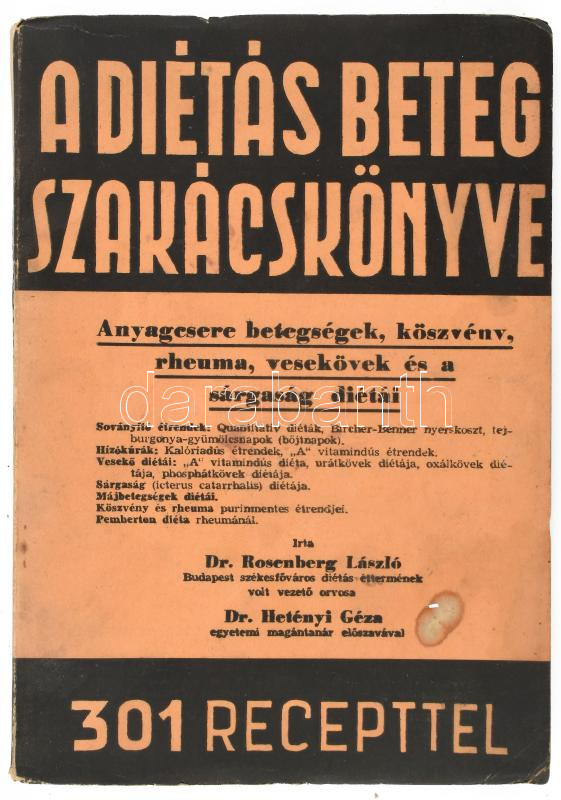 A DIÉTÁS BETEG
SZAKÁCSKÖNYVE
Anyagcsere betegségek, köszvény,
rheuma, vesekövek és a
sárgaság diétái
darabanth
Soványító étrendek: Quantitativ diéták, Bircher-Benner nyerskoszt, tej-
burgonya-gyümölcsnapok (böjtnapok).
Hízókúrák: Kalóriadús étrendek, „A" vitamindús étrendek.
Vesekő diétái: „A" vitamindús diéta, urátkövek diétája, oxálkövek dié-
tája, phosphátkövek diétája.
Sárgaság (icterus catarrhalis) diétája.
Májbetegségek diétái.
Köszvény és rheuma purinmentes étrendjei.
Pemberton diéta rheumánál.
Irta
Dr. Rosenberg László
Budapest székesfőváros diétás éttermének
volt vezető orvosa
Dr. Hetényi Géza
egyetemi magántanár előszavával
301 RECEPTTEL